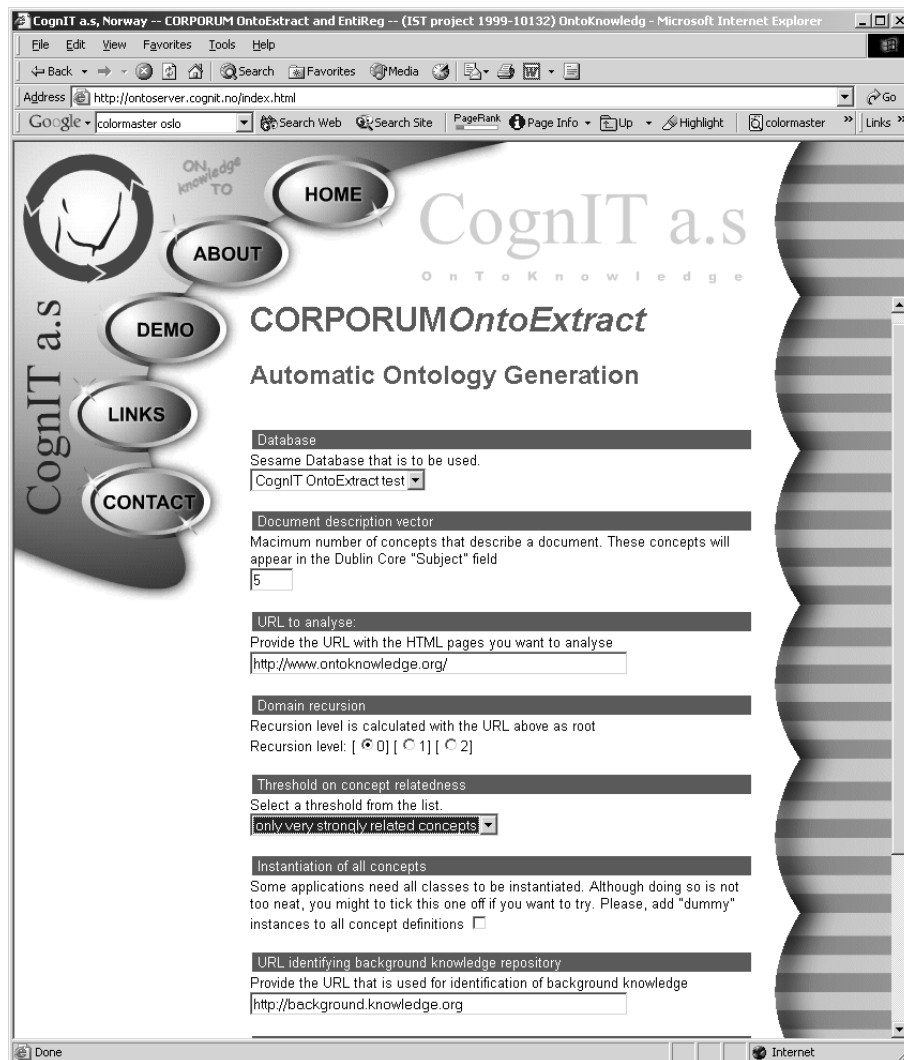 CognIT a.s, Norway -- CORPORUM OntoExtract and EntiReg -- (IST project 1999-10132) OntoKnowledg - Microsoft Internet Explorer
File Edit View Favorites Tools Help
Back Search Favorites Media
Address http://ontoserver.cognit.no/index.html Go
Google colormaster oslo Search Web Search Site PageRank Page Info Up Highlight colormaster » Links »
ON knowledge TO
HOME
ABOUT
DEMO
LINKS
CONTACT
CognIT a.s
CognIT a.s
OnToKnowledge
CORPORUMOntoExtract
Automatic Ontology Generation
Database
Sesame Database that is to be used.
CognIT OntoExtract test
Document description vector
Macimum number of concepts that describe a document. These concepts will
appear in the Dublin Core "Subject" field
5
URL to analyse:
Provide the URL with the HTML pages you want to analyse
http://www.ontoknowledge.org/
Domain recursion
Recursion level is calculated with the URL above as root
Recursion level: [ 0] [ 1] [ 2]
Threshold on concept relatedness
Select a threshold from the list.
only very strongly related concepts
Instantiation of all concepts
Some applications need all classes to be instantiated. Although doing so is not
too neat, you might to tick this one off if you want to try. Please, add "dummy"
instances to all concept definitions
URL identifying background knowledge repository
Provide the URL that is used for identification of background knowledge
http://background.knowledge.org
Done Internet